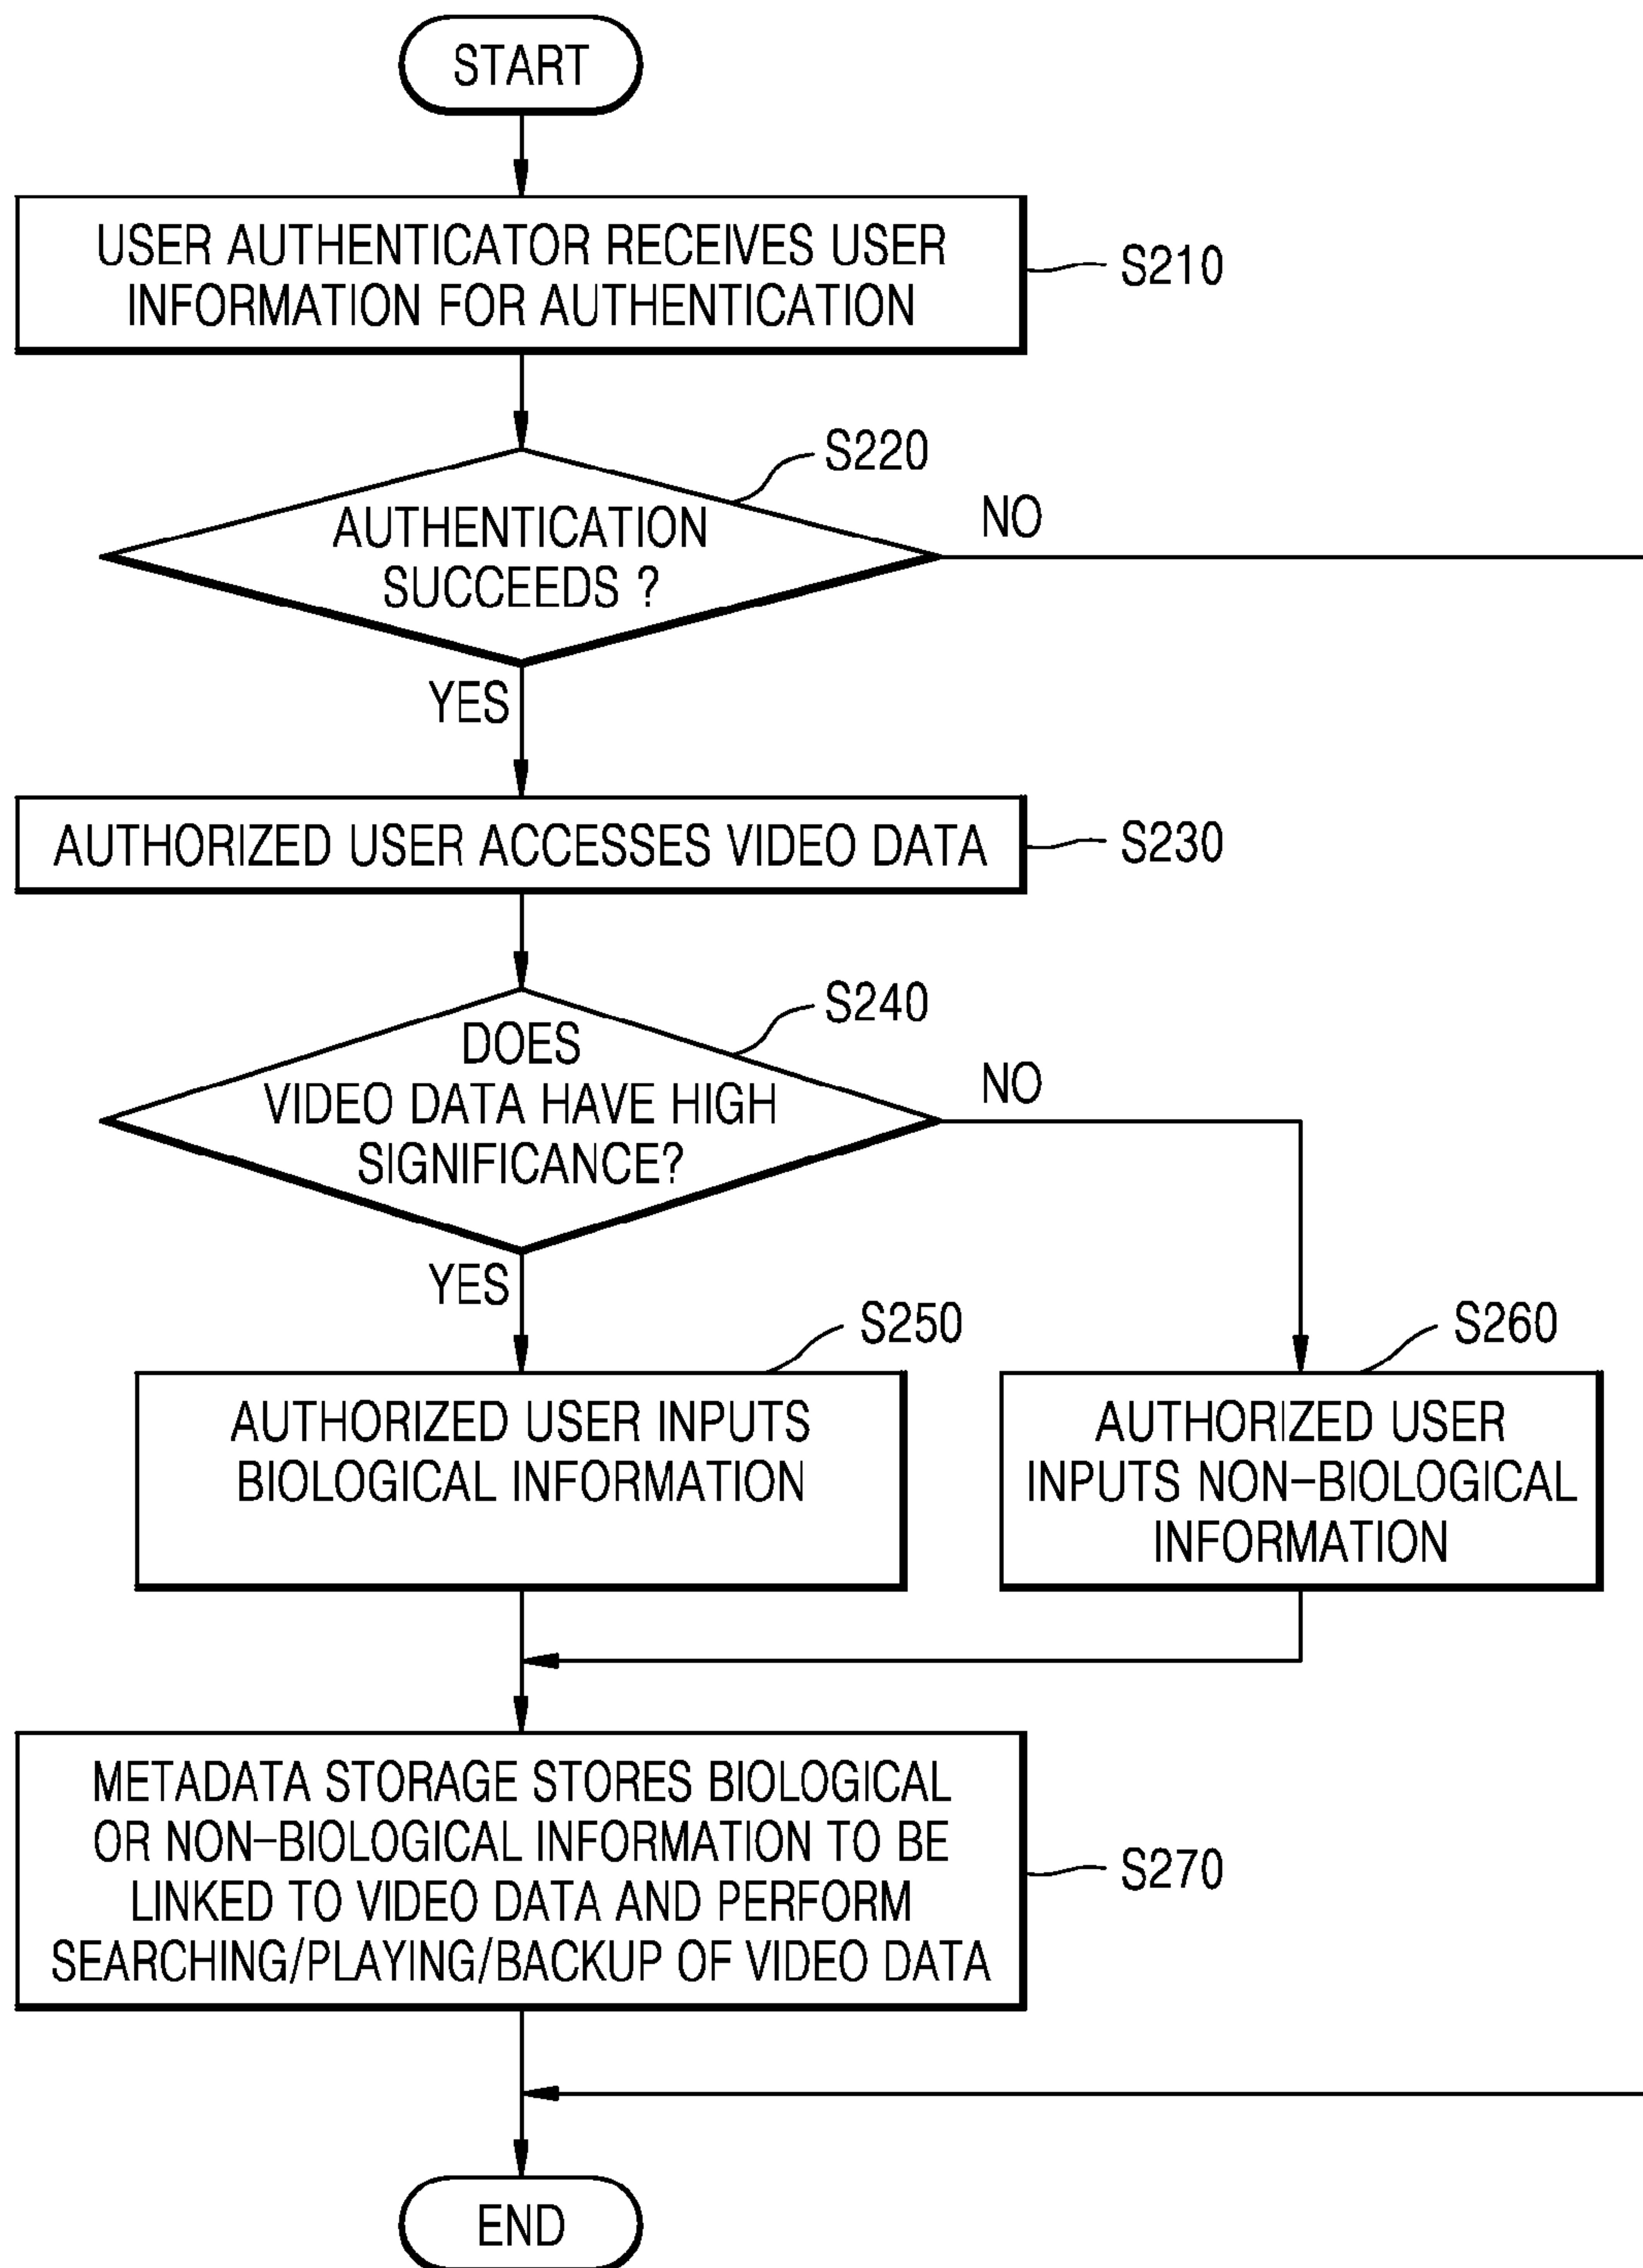 START
USER AUTHENTICATOR RECEIVES USER
INFORMATION FOR AUTHENTICATION
S210
S220
AUTHENTICATION
SUCCEEDS ?
NO
YES
AUTHORIZED USER ACCESSES VIDEO DATA
S230
S240
DOES
VIDEO DATA HAVE HIGH
SIGNIFICANCE?
NO
YES
S250
AUTHORIZED USER INPUTS
BIOLOGICAL INFORMATION
S260
AUTHORIZED USER
INPUTS NON-BIOLOGICAL
INFORMATION
METADATA STORAGE STORES BIOLOGICAL
OR NON-BIOLOGICAL INFORMATION TO BE
LINKED TO VIDEO DATA AND PERFORM
SEARCHING/PLAYING/BACKUP OF VIDEO DATA
S270
END